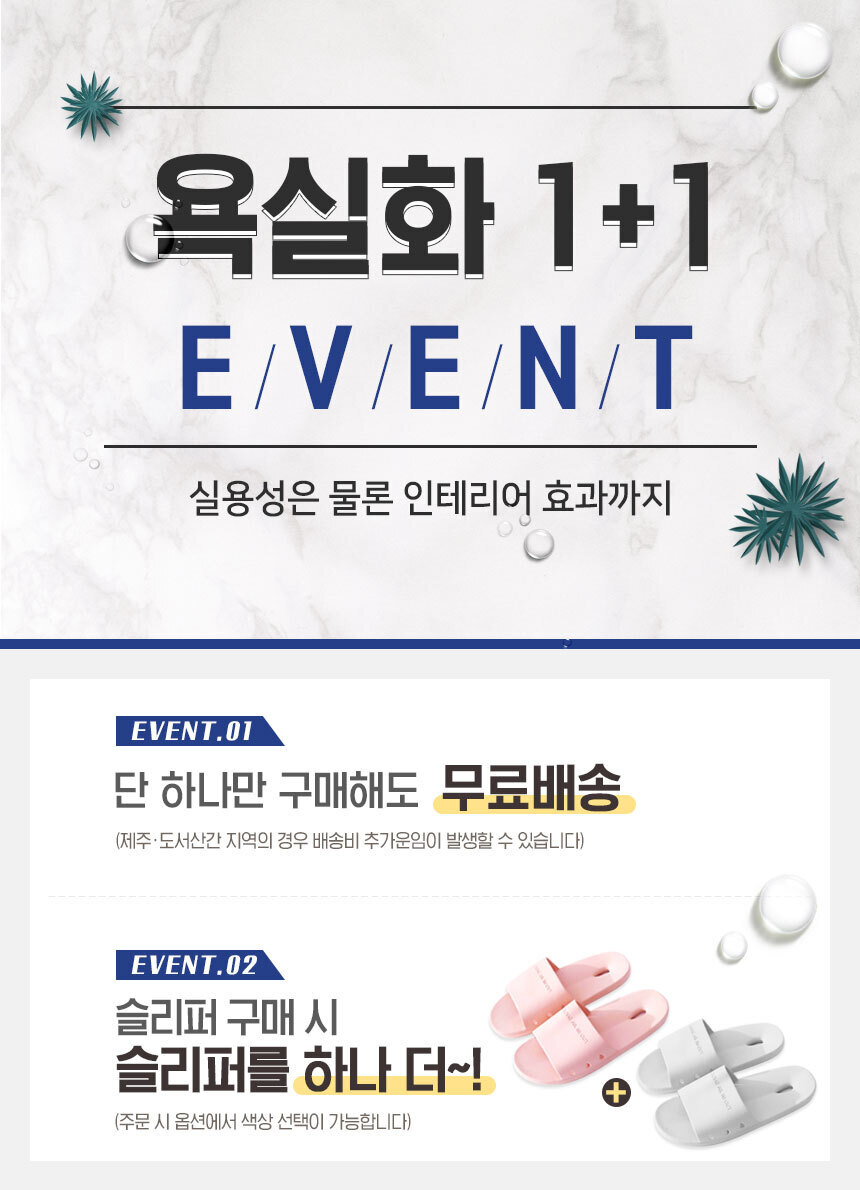 욕실화 1+1
E/V/E/N/T
실용성은 물론 인테리어 효과까지
EVENT.01
단 하나만 구매해도 무료배송
(제주·도서산간 지역의 경우 배송비 추가운임이 발생할 수 있습니다)
EVENT.02
슬리퍼 구매 시
슬리퍼를 하나 더~!
(주문 시 옵션에서 색상 선택이 가능합니다)